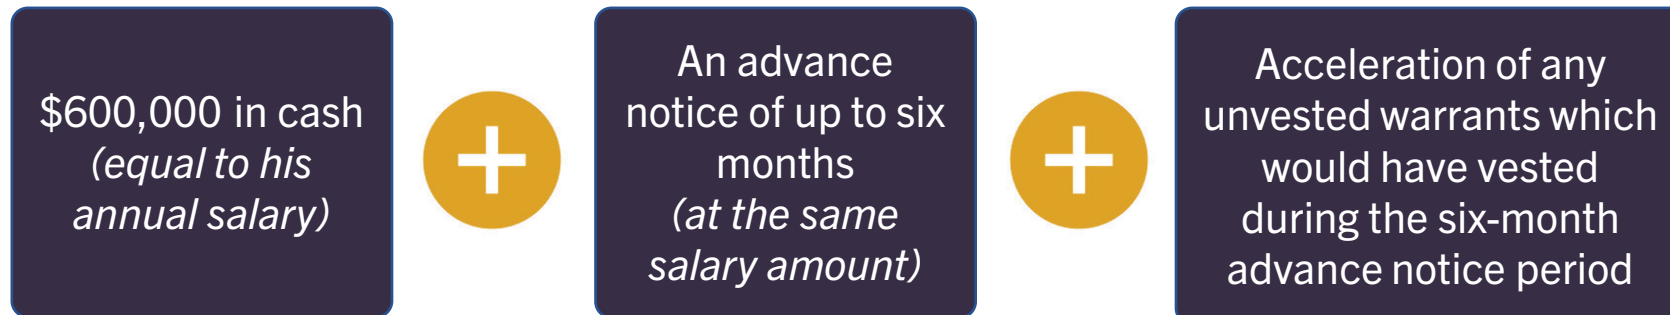 $600,000 in cash
(equal to his
annual salary)
+
An advance
notice of up to six
months
(at the same
salary amount)
+
Acceleration of any
unvested warrants which
would have vested
during the six-month
advance notice period